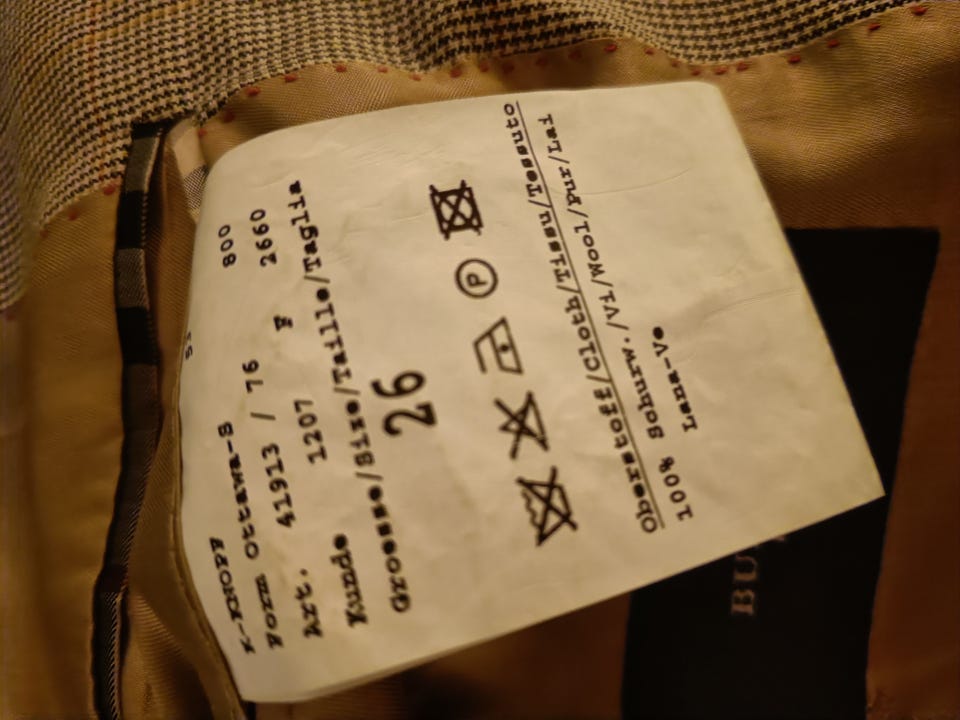 51
K-KNOPF
Form Ottawa-S 800
Art. 41913 / 76 2660
Kunde 1207 F
Groesse/Size/Taille/Taglia
26
P
Oberstoff/Cloth/Tissu/Tessuto
100% Schurw./Vi/Wool/Pur/Lai
Lana-Ve
BU